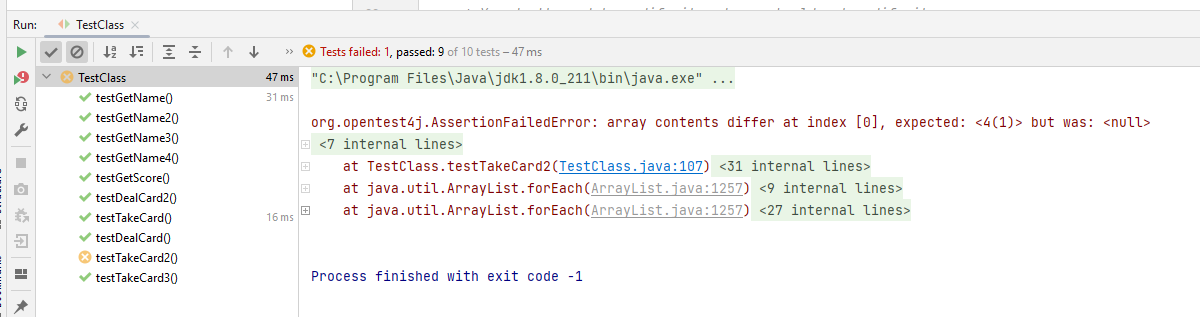 Run: TestClass
Tests failed: 1, passed: 9 of 10 tests – 47 ms
TestClass 47 ms
testGetName() 31 ms
testGetName2()
testGetName3()
testGetName4()
testGetScore()
testDealCard2()
testTakeCard() 16 ms
testDealCard()
testTakeCard2()
testTakeCard3()
"C:\Program Files\Java\jdk1.8.0_211\bin\java.exe" ...
org.opentest4j.AssertionFailedError: array contents differ at index [0], expected: <4(1)> but was: <null>
<7 internal lines>
at TestClass.testTakeCard2(TestClass.java:107) <31 internal lines>
at java.util.ArrayList.forEach(ArrayList.java:1257) <9 internal lines>
at java.util.ArrayList.forEach(ArrayList.java:1257) <27 internal lines>
Process finished with exit code -1